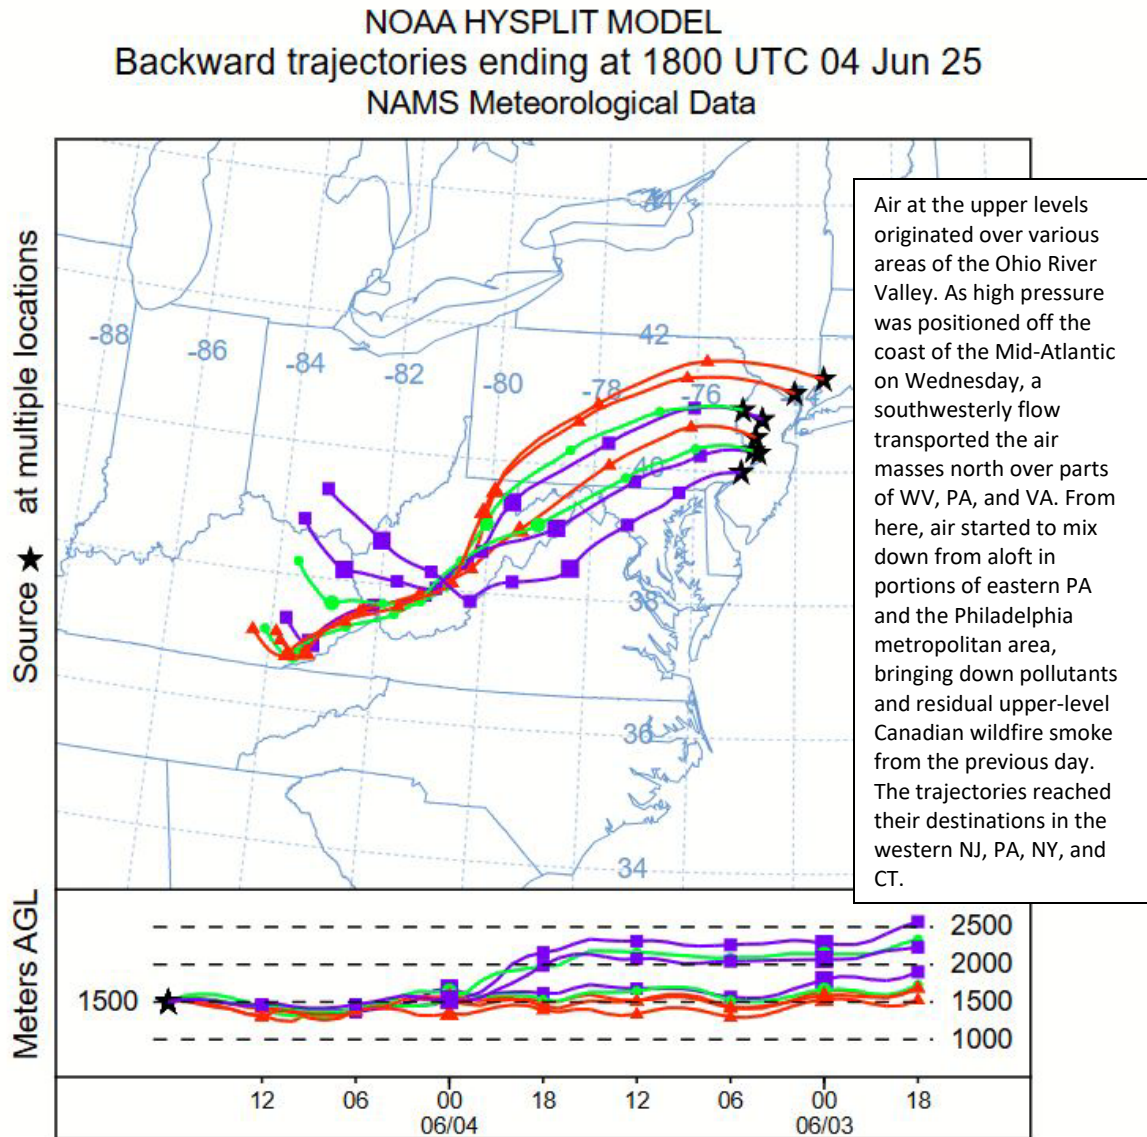 NOAA HYSPLIT MODEL
Backward trajectories ending at 1800 UTC 04 Jun 25
NAMS Meteorological Data
Source ★ at multiple locations
44
42
40
38
36
34
-88
-86
-84
-82
-80
-78
-76
Air at the upper levels
originated over various
areas of the Ohio River
Valley. As high pressure
was positioned off the
coast of the Mid-Atlantic
on Wednesday, a
southwesterly flow
transported the air
masses north over parts
of WV, PA, and VA. From
here, air started to mix
down from aloft in
portions of eastern PA
and the Philadelphia
metropolitan area,
bringing down pollutants
and residual upper-level
Canadian wildfire smoke
from the previous day.
The trajectories reached
their destinations in the
western NJ, PA, NY, and
CT.
Meters AGL
1500
2500
2000
1500
1000
12 06 00 18 12 06 00 18
06/04 06/03